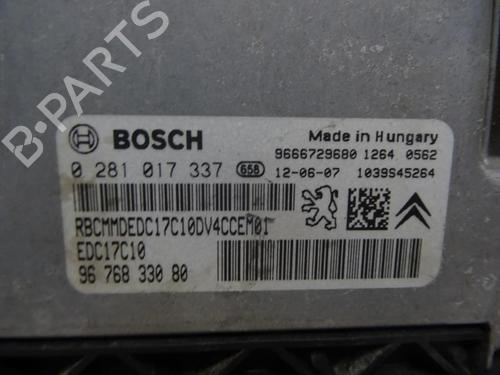 B-PARTS
BOSCH
Made in Hungary
0 281 017 337 658
9666729680 1264 0562
12-06-07 1039S45264
RBCMMDEDC17C10DV4CCEM01
EDC17C10
96 768 330 80